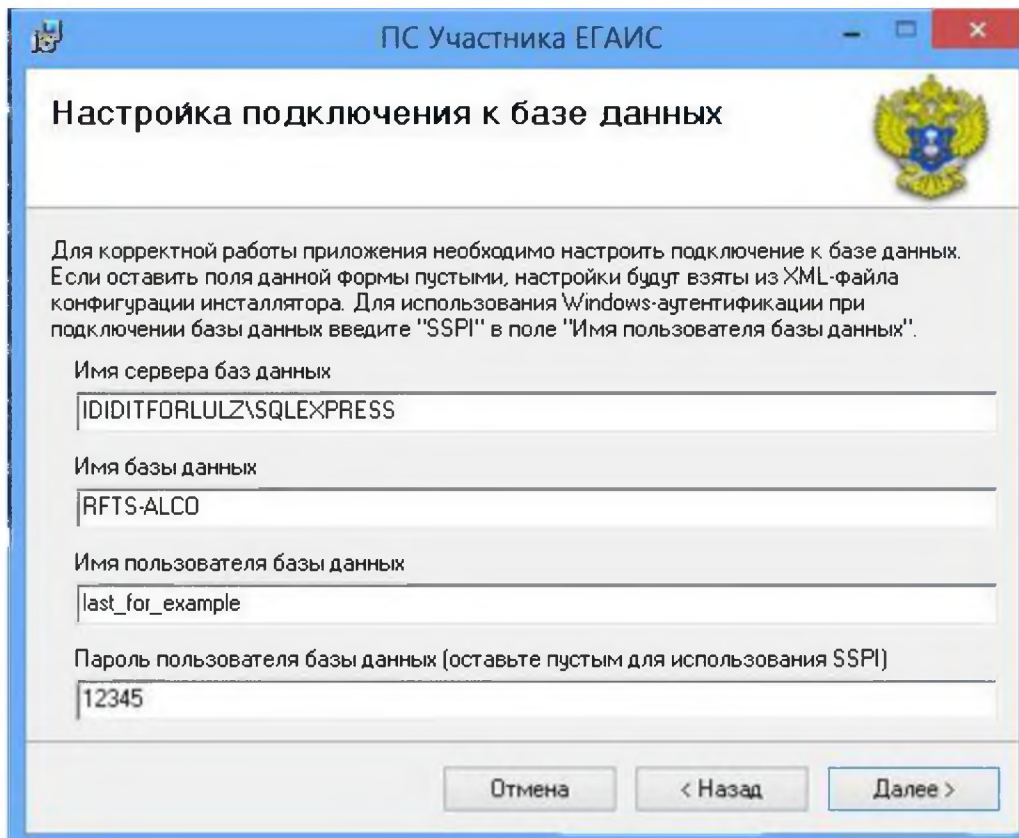 ПС Участника ЕГАИС
Настройка подключения к базе данных
Для корректной работы приложения необходимо настроить подключение к базе данных.
Если оставить поля данной формы пустыми, настройки будут взяты из XML-файла
конфигурации инсталлятора. Для использования Windows-аутентификации при
подключении базы данных введите "SSPI" в поле "Имя пользователя базы данных".
Имя сервера баз данных
IDIDITFORLULZ\SQLEXPRESS
Имя базы данных
RFTS-ALCO
Имя пользователя базы данных
last_for_example
Пароль пользователя базы данных (оставьте пустым для использования SSPI)
12345
Отмена
< Назад
Далее >